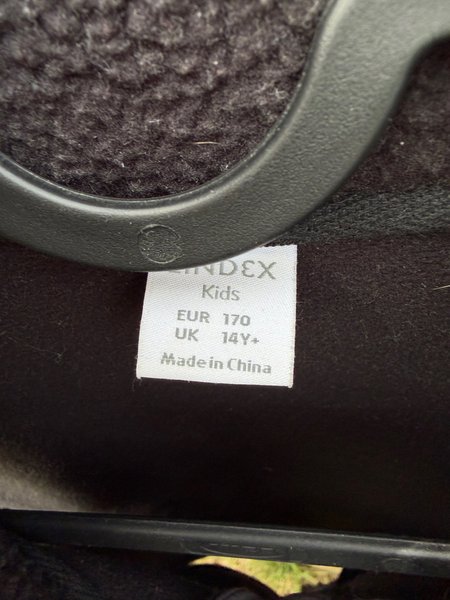 LINDEX
Kids
EUR 170
UK 14Y+
Made in China